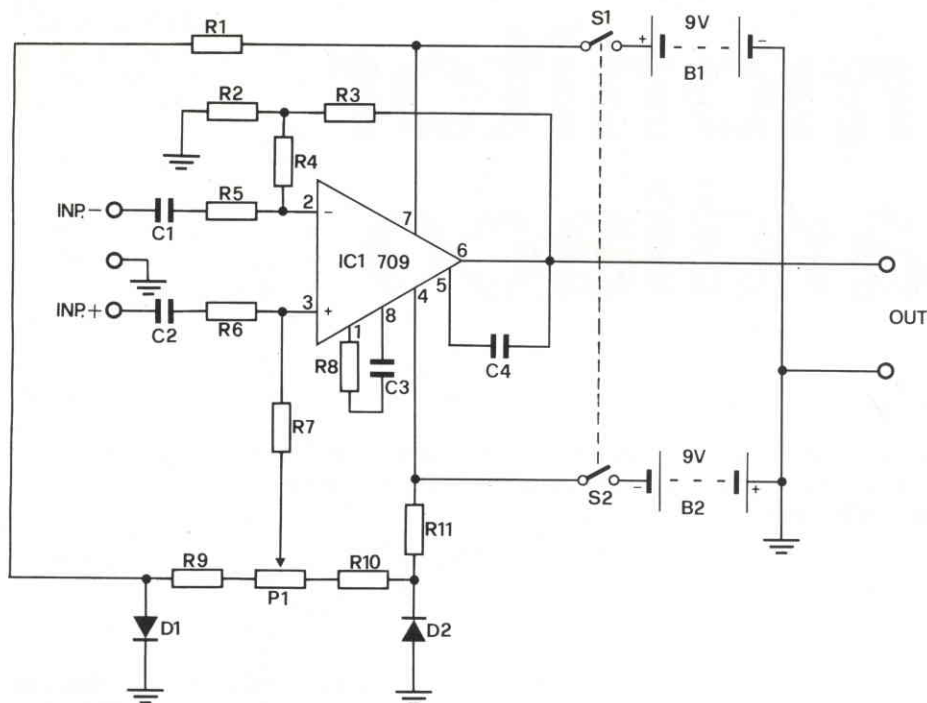 R1
S1
9V
+ -
B1
R2
R3
R4
INP.-
C1
R5
2
-
7
IC1 709
6
5
4
OUT
INP.+
C2
R6
3
+
1
8
R8
C3
C4
R7
9V
S2
- +
B2
R11
R9
P1
R10
D1
D2